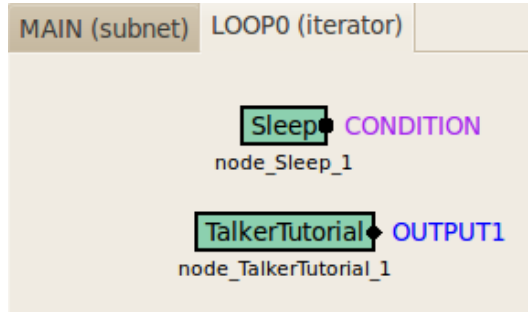 MAIN (subnet) LOOP0 (iterator)
Sleep CONDITION
node_Sleep_1
TalkerTutorial OUTPUT1
node_TalkerTutorial_1